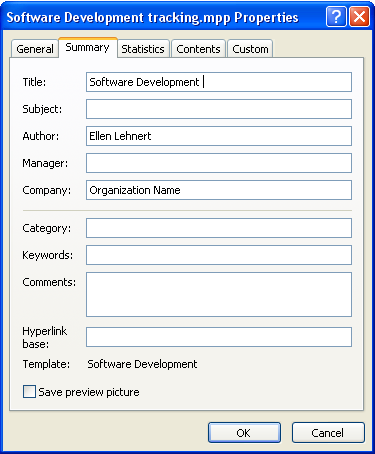 Software Development tracking.mpp Properties
General Summary Statistics Contents Custom
Title: Software Development
Subject:
Author: Ellen Lehnert
Manager:
Company: Organization Name
Category:
Keywords:
Comments:
Hyperlink
base:
Template: Software Development
Save preview picture
OK Cancel